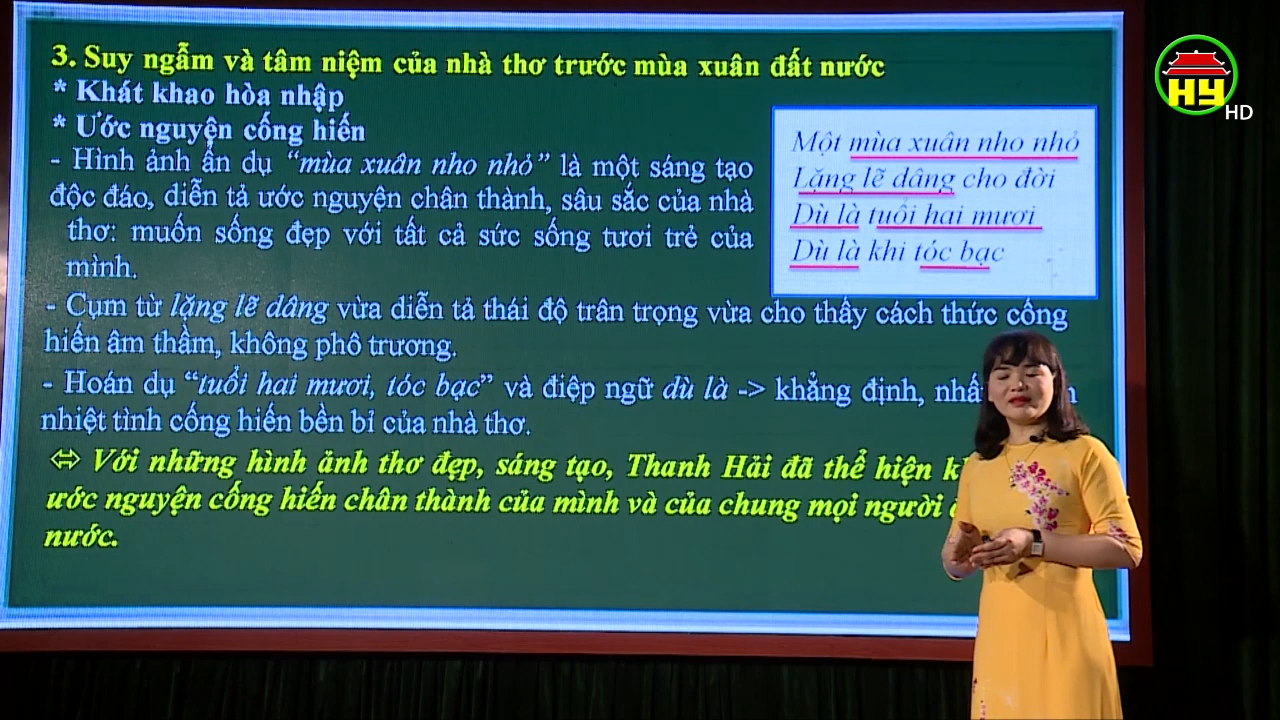 3. Suy ngẫm và tâm niệm của nhà thơ trước mùa xuân đất nước
* Khát khao hòa nhập
* Ước nguyện cống hiến
- Hình ảnh ẩn dụ “mùa xuân nho nhỏ” là một sáng tạo
độc đáo, diễn tả ước nguyện chân thành, sâu sắc của nhà
thơ: muốn sống đẹp với tất cả sức sống tươi trẻ của
mình.
Một mùa xuân nho nhỏ
Lặng lẽ dâng cho đời
Dù là tuổi hai mươi
Dù là khi tóc bạc
- Cụm từ lặng lẽ dâng vừa diễn tả thái độ trân trọng vừa cho thấy cách thức cống
hiến âm thầm, không phô trương.
- Hoán dụ “tuổi hai mươi, tóc bạc” và điệp ngữ dù là -> khẳng định,
nhiệt tình cống hiến bền bỉ của nhà thơ.
⇔ Với những hình ảnh thơ đẹp, sáng tạo, Thanh Hải đã thể hiện
ước nguyện cống hiến chân thành của mình và của chung mọi người
nước.
HY
HD